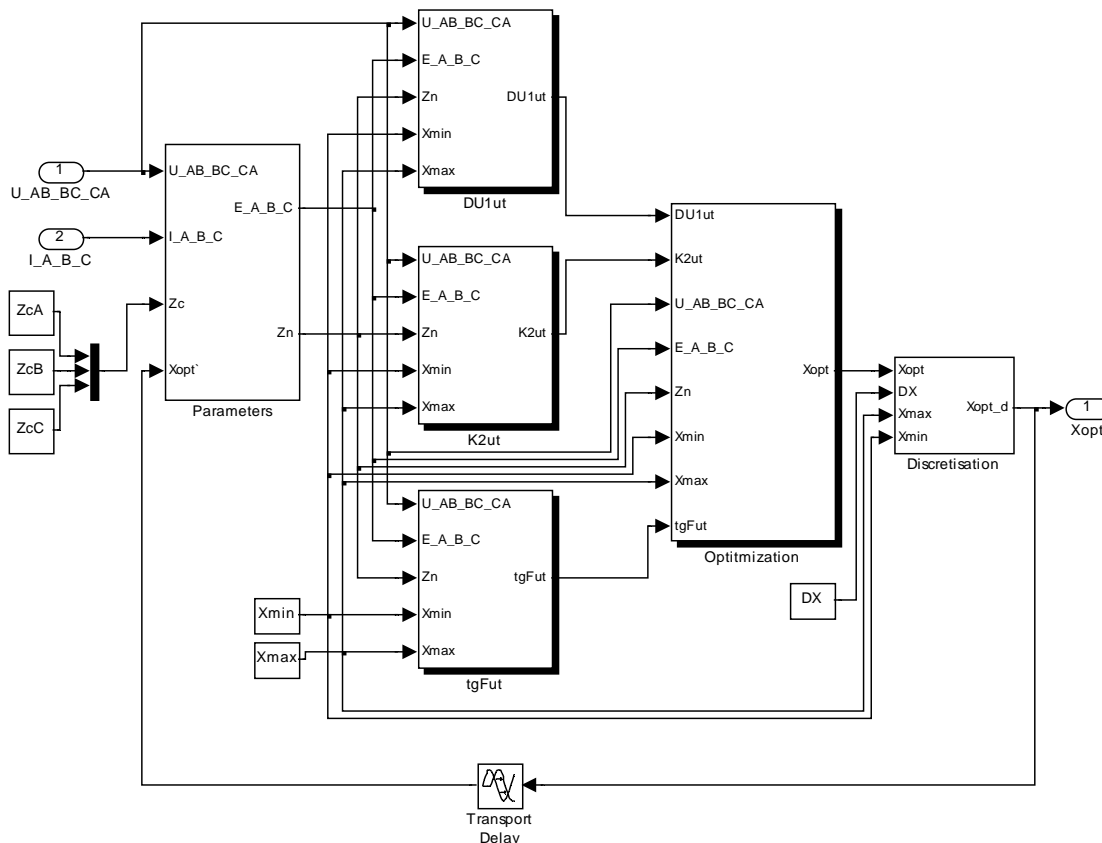 U_AB_BC_CA
E_A_B_C
Zn
Xmin
Xmax
DU1ut
DU1ut
1
U_AB_BC_CA
2
I_A_B_C
ZcA
ZcB
ZcC
U_AB_BC_CA
I_A_B_C
Zc
Xopt`
E_A_B_C
Zn
Parameters
U_AB_BC_CA
E_A_B_C
Zn
Xmin
Xmax
K2ut
K2ut
U_AB_BC_CA
E_A_B_C
Zn
Xmin
Xmax
tgFut
tgFut
Xmin
Xmax
DU1ut
K2ut
U_AB_BC_CA
E_A_B_C
Zn
Xmin
Xmax
tgFut
Xopt
Optitmization
DX
Xopt
DX
Xmax
Xmin
Xopt_d
Discretisation
1
Xopt
Transport
Delay